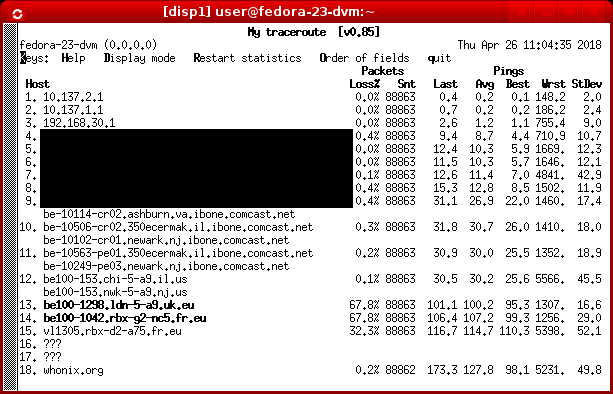 [disp1] user@fedora-23-dvm:~
My traceroute [v0.85]
fedora-23-dvm (0.0.0.0) Thu Apr 26 11:04:35 2018
Keys: Help Display mode Restart statistics Order of fields quit
Packets Pings
Host Loss% Snt Last Avg Best Wrst StDev
1. 10.137.2.1 0.0% 88863 0.4 0.2 0.1 148.2 2.0
2. 10.137.1.1 0.0% 88863 0.7 0.2 0.2 186.2 2.4
3. 192.168.30.1 0.0% 88863 2.6 1.2 1.1 755.4 9.0
4. 0.4% 88863 9.4 8.7 4.4 710.9 10.7
5. 0.0% 88863 12.4 10.3 5.9 1669. 12.3
6. 0.0% 88863 11.5 10.3 5.7 1646. 12.1
7. 0.1% 88863 12.6 11.4 7.0 4841. 42.9
8. 0.4% 88863 15.3 12.8 8.5 1502. 11.9
9. 0.4% 88863 31.1 26.9 22.0 1460. 17.4
be-10114-cr02.ashburn.va.ibone.comcast.net
10. be-10506-cr02.350ecermak.il.ibone.comcast.net 0.3% 88863 31.8 30.7 26.0 1410. 18.0
be-10102-cr01.newark.nj.ibone.comcast.net
11. be-10563-pe01.350ecermak.il.ibone.comcast.net 0.2% 88863 30.9 30.0 25.5 1352. 18.9
be-10249-pe03.newark.nj.ibone.comcast.net
12. be100-153.chi-5-a9.il.us 0.1% 88863 30.5 30.2 25.6 5566. 45.5
be100-153.nwk-5-a9.nj.us
13. be100-1298.ldn-5-a9.uk.eu 67.8% 88863 101.1 100.2 95.3 1307. 16.6
14. be100-1042.rbx-g2-nc5.fr.eu 67.8% 88863 106.4 107.2 99.3 1256. 29.0
15. vl1305.rbx-d2-a75.fr.eu 32.3% 88863 116.7 114.7 110.3 5398. 52.1
16. ???
17. ???
18. whonix.org 0.2% 88862 173.3 127.8 98.1 5231. 49.8